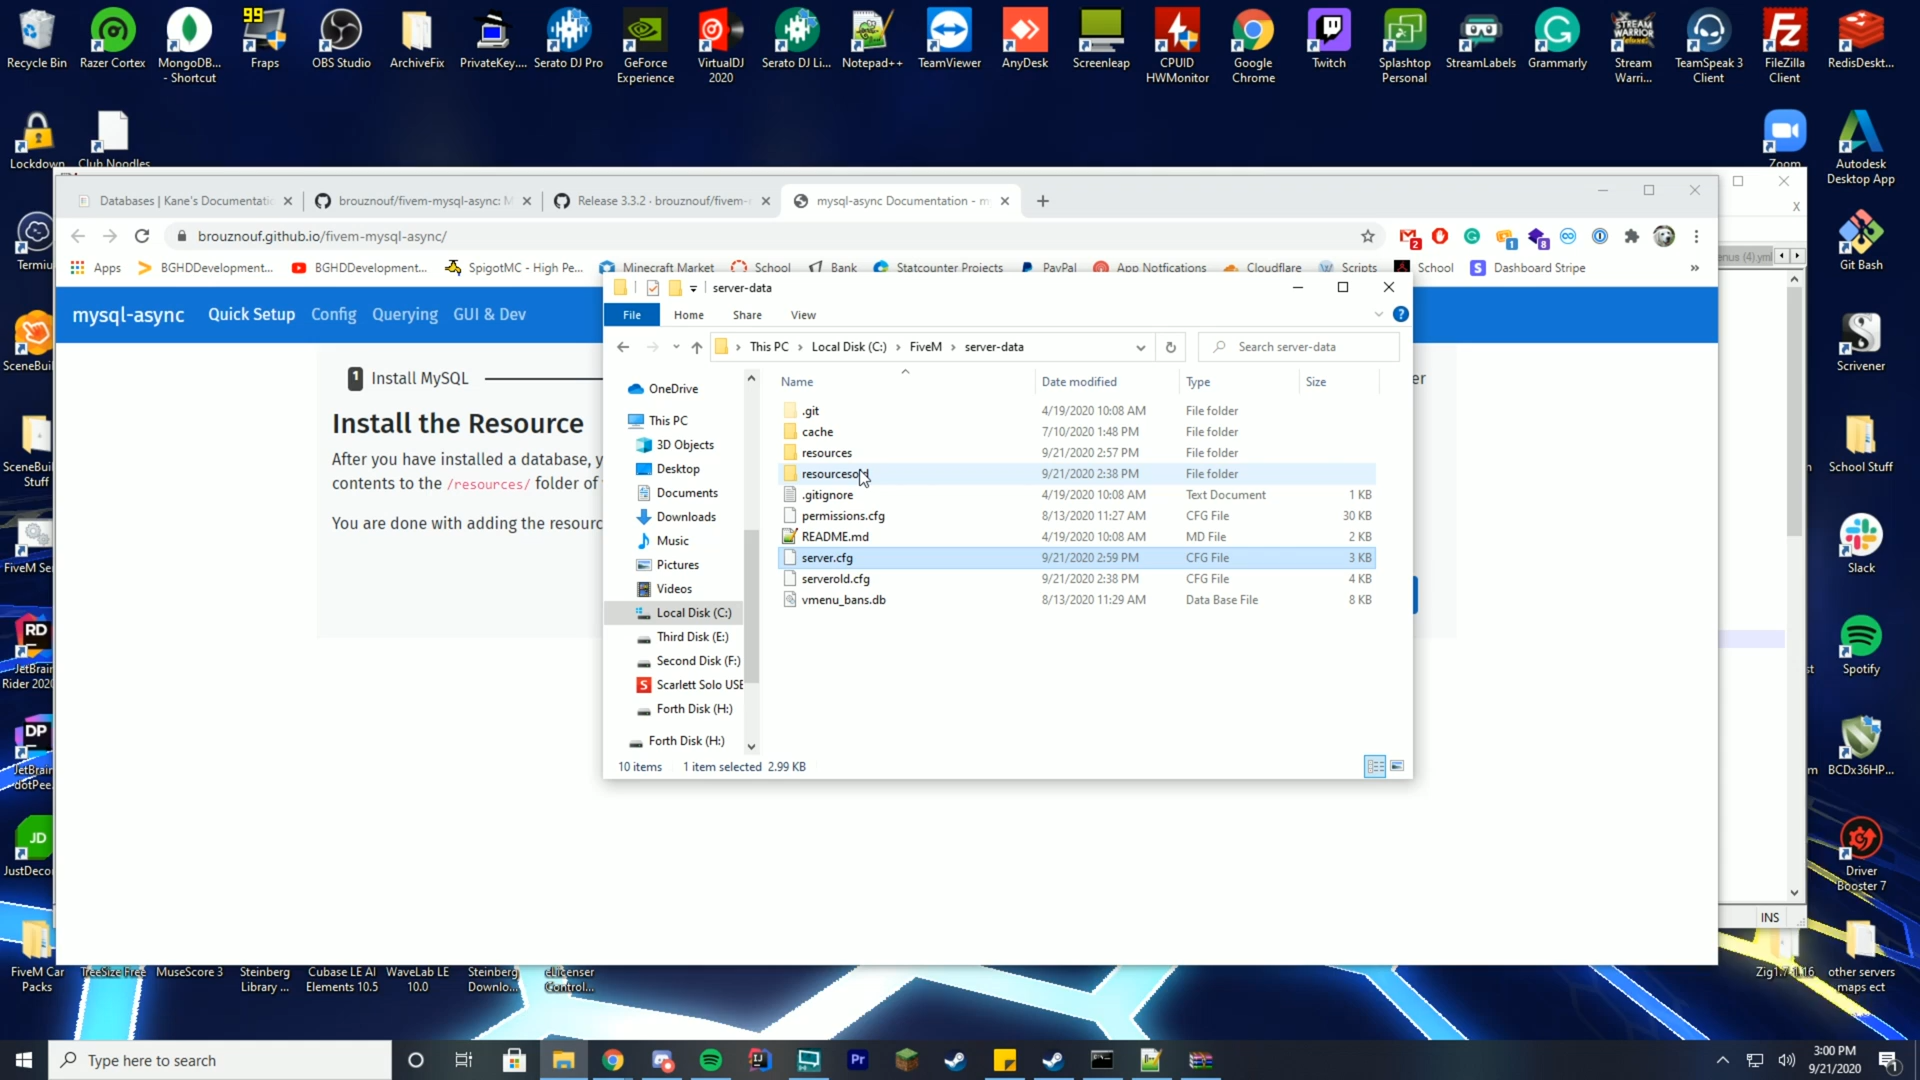 99
Recycle Bin
Razer Cortex
MongoDB...
- Shortcut
Fraps
OBS Studio
ArchiveFix
PrivateKey....
Serato DJ Pro
GeForce
Experience
VirtualDJ
2020
Serato DJ Li...
Notepad++
TeamViewer
AnyDesk
Screenleap
CPUID
HWMonitor
Google
Chrome
Twitch
Splashtop
Personal
StreamLabels
Grammarly
Stream
Warri...
TeamSpeak 3
Client
FileZilla
Client
RedisDeskt...
Lockdown
Club Noodles
Zoom
Autodesk
Desktop App
Databases | Kane's Documentatic
brouznouf/fivem-mysql-async: M
Release 3.3.2 · brouznouf/fivem-
mysql-async Documentation - m
brouznouf.github.io/fivem-mysql-async/
Apps
BGHDDevelopment...
BGHDDevelopment...
SpigotMC - High Pe...
Minecraft Market
School
Bank
Statcounter Projects
PayPal
App Notfications
Cloudflare
Scripts
School
Dashboard Stripe
enus (4).yml
mysql-async
Quick Setup
Config
Querying
GUI & Dev
1 Install MySQL
Install the Resource
After you have installed a database, y
contents to the /resources/ folder of
You are done with adding the resourc
er
server-data
File
Home
Share
View
This PC
Local Disk (C:)
FiveM
server-data
Search server-data
OneDrive
This PC
3D Objects
Desktop
Documents
Downloads
Music
Pictures
Videos
Local Disk (C:)
Third Disk (E:)
Second Disk (F:)
Scarlett Solo USE
Forth Disk (H:)
Forth Disk (H:)
Name Date modified Type Size
.git 4/19/2020 10:08 AM File folder
cache 7/10/2020 1:48 PM File folder
resources 9/21/2020 2:57 PM File folder
resourcesold 9/21/2020 2:38 PM File folder
.gitignore 4/19/2020 10:08 AM Text Document 1 KB
permissions.cfg 8/13/2020 11:27 AM CFG File 30 KB
README.md 4/19/2020 10:08 AM MD File 2 KB
server.cfg 9/21/2020 2:59 PM CFG File 3 KB
serverold.cfg 9/21/2020 2:38 PM CFG File 4 KB
vmenu_bans.db 8/13/2020 11:29 AM Data Base File 8 KB
10 items 1 item selected 2.99 KB
INS
Termiu
SceneBuil
SceneBuil
Stuff
FiveM Se
JetBrain
Rider 2020
JetBrain
dotPee
JustDeco
FiveM Car
Packs
TreeSize Free
MuseScore 3
Steinberg
Library ...
Cubase LE AI
Elements 10.5
WaveLab LE
10.0
Steinberg
Downlo...
eLicenser
Control...
Git Bash
Scrivener
School Stuff
Slack
Spotify
BCDx36HP...
Driver
Booster 7
Zig1.7-1.16
other servers
maps ect
Type here to search
3:00 PM
9/21/2020